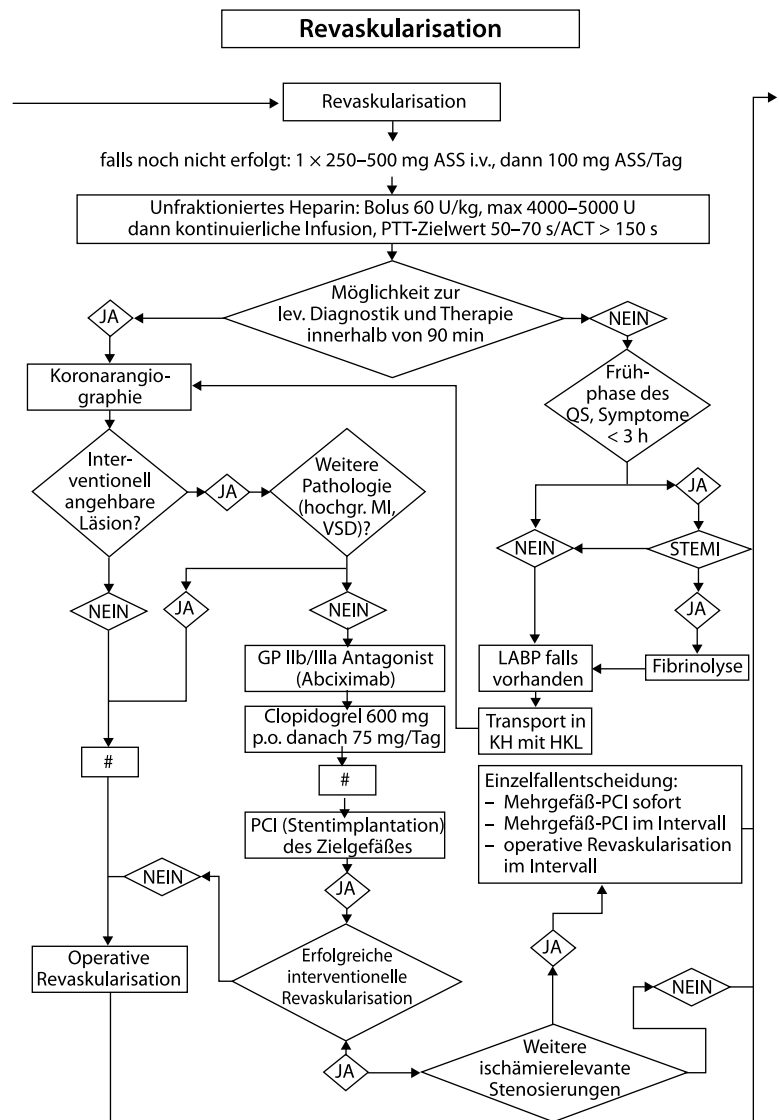 Revaskularisation
Revaskularisation
falls noch nicht erfolgt: 1 × 250–500 mg ASS i.v., dann 100 mg ASS/Tag
Unfraktioniertes Heparin: Bolus 60 U/kg, max 4000–5000 U
dann kontinuierliche Infusion, PTT-Zielwert 50–70 s/ACT > 150 s
Möglichkeit zur
lev. Diagnostik und Therapie
innerhalb von 90 min
JA
NEIN
Koronarangio-
graphie
Früh-
phase des
QS, Symptome
< 3 h
Inter-
ventionell
angehbare
Läsion?
JA
Weitere
Pathologie
(hochgr. MI,
VSD)?
JA
NEIN
STEMI
NEIN
JA
NEIN
JA
GP IIb/IIIa Antagonist
(Abciximab)
LABP falls
vorhanden
Fibrinolyse
Clopidogrel 600 mg
p.o. danach 75 mg/Tag
Transport in
KH mit HKL
#
#
Einzelfallentscheidung:
– Mehrgefäß-PCI sofort
– Mehrgefäß-PCI im Intervall
– operative Revaskularisation
im Intervall
PCI (Stentimplantation)
des Zielgefäßes
NEIN
JA
Operative
Revaskularisation
Erfolgreiche
interventionelle
Revaskularisation
JA
NEIN
JA
Weitere
ischämierelevante
Stenosierungen